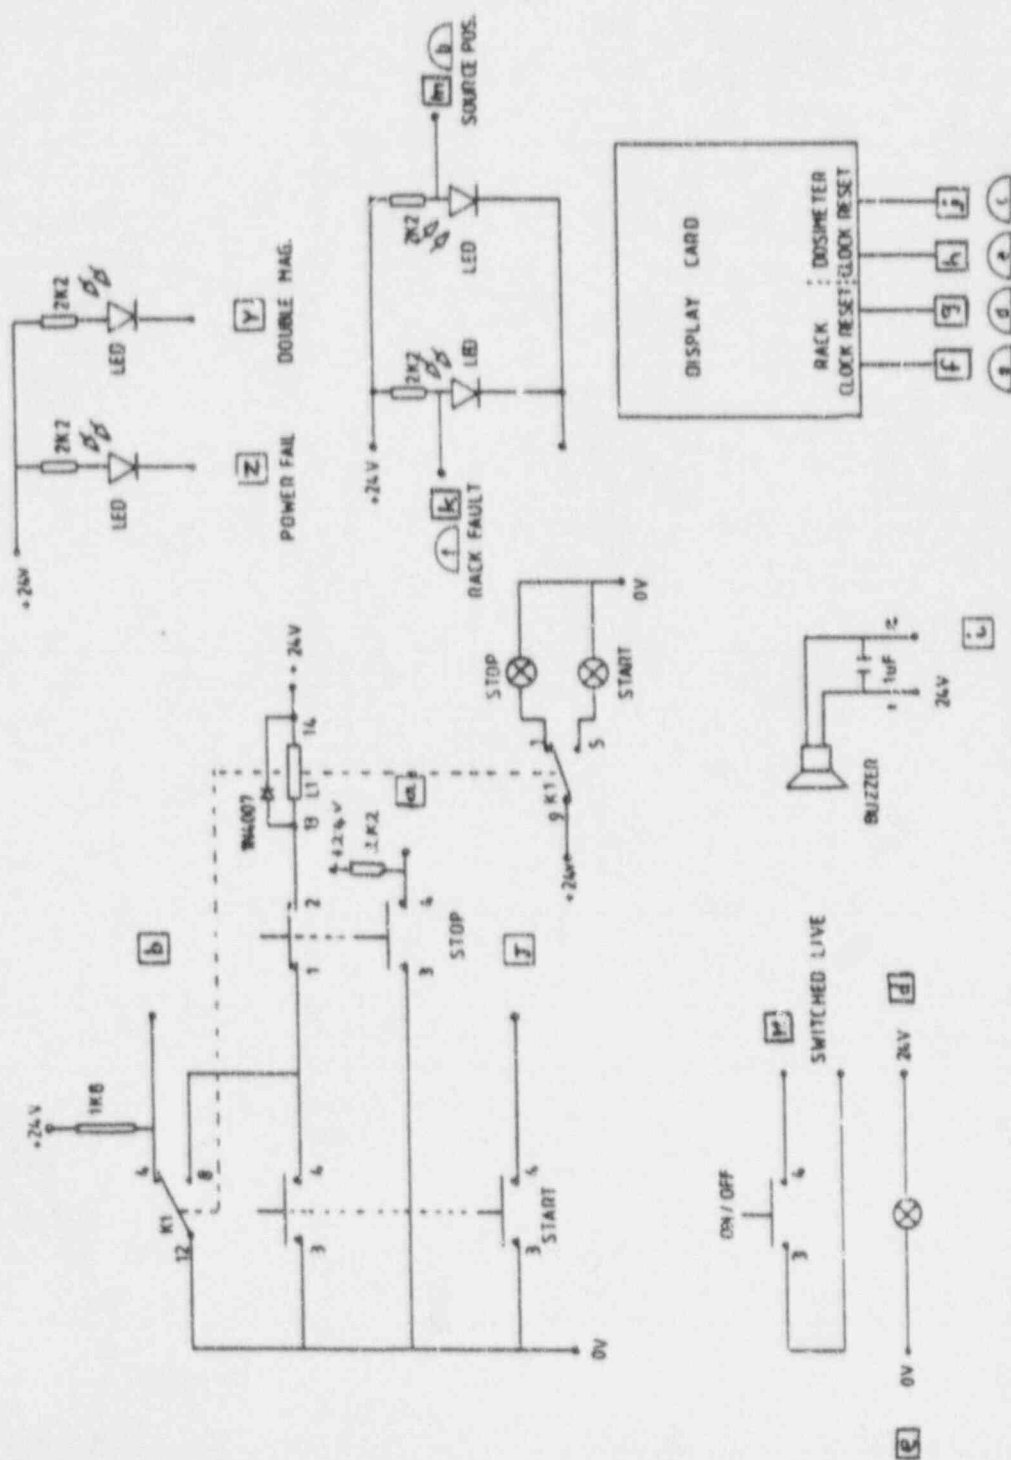 +24V
2K2
LED
Z
POWER FAIL
2K2
LED
Y
DOUBLE MAG.
+24V
2K2
LED
k
RACK FAULT
2K2
LED
m
b
SOURCE POS.
DISPLAY CARD
RACK
CLOCK RESET
DOSIMETER
CLOCK RESET
f
g
h
j
d
e
c
+24V
1K8
b
4
8
12
K1
3
4
3
4
START
0V
1
2
3
4
STOP
1N4007
13
L1
14
+24V
+24V
2K2
a
J
+24V
9
K1
1
5
STOP
START
0V
ON/OFF
3
4
SWITCHED LIVE
e
0V
24V
d
BUZZER
1uF
24V
i